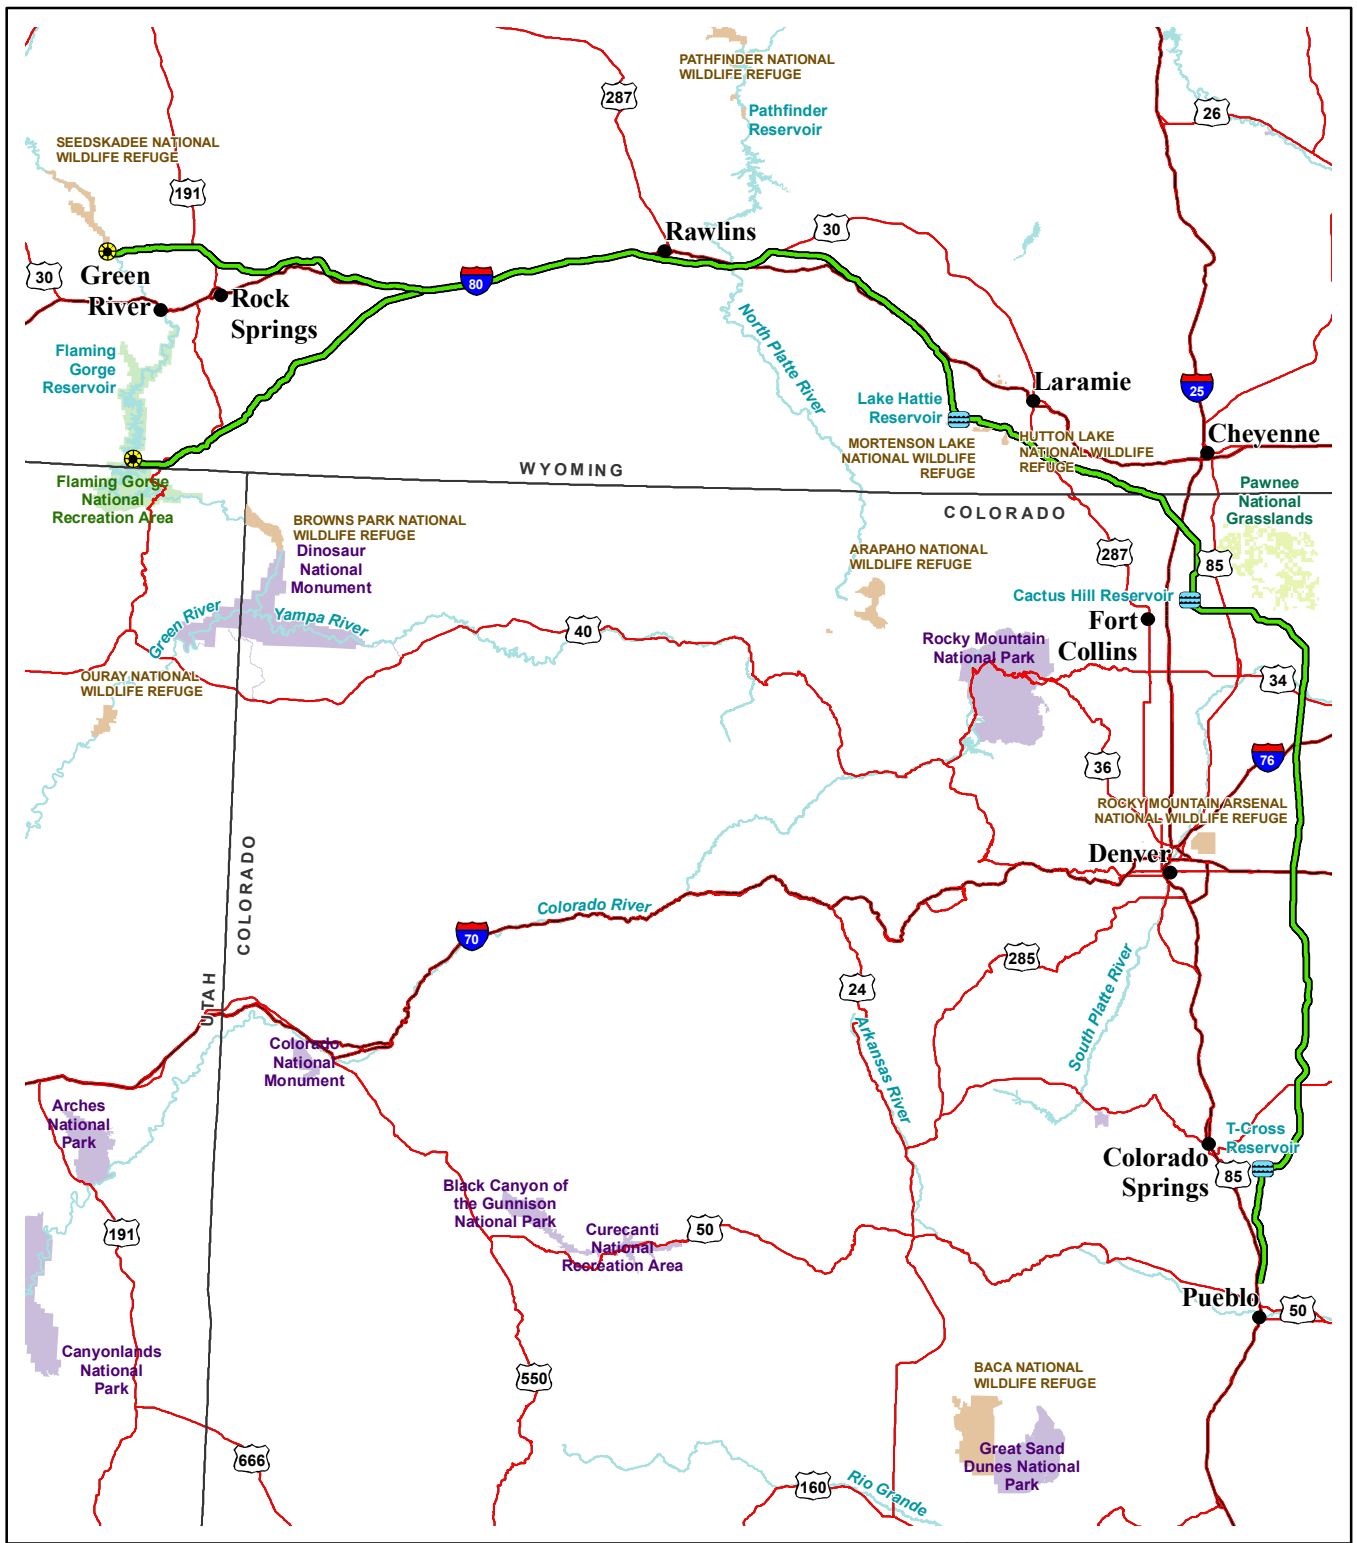 PATHFINDER NATIONAL
WILDLIFE REFUGE
287
Pathfinder
Reservoir
26
SEEDSKADEE NATIONAL
WILDLIFE REFUGE
191
Rawlins
30
30
Green
River
80
Rock
Springs
North Platte River
Flaming
Gorge
Reservoir
Laramie
25
Lake Hattie
Reservoir
Cheyenne
MORTENSON LAKE
NATIONAL WILDLIFE
REFUGE
HUTTON LAKE
NATIONAL WILDLIFE
REFUGE
WYOMING
COLORADO
Flaming Gorge
National
Recreation Area
Pawnee
National
Grasslands
BROWNS PARK NATIONAL
WILDLIFE REFUGE
Dinosaur
National
Monument
ARAPAHO NATIONAL
WILDLIFE REFUGE
287
85
Cactus Hill Reservoir
Green River
Yampa River
40
Fort
Collins
Rocky Mountain
National Park
OURAY NATIONAL
WILDLIFE REFUGE
34
36
76
ROCKY MOUNTAIN ARSENAL
NATIONAL WILDLIFE REFUGE
Denver
COLORADO
UTAH
Colorado River
70
285
24
South Platte River
Arkansas River
Colorado
National
Monument
Arches
National
Park
T-Cross
Reservoir
Colorado
Springs
85
Black Canyon of
the Gunnison
National Park
Curecanti
National
Recreation Area
50
191
Pueblo
50
Canyonlands
National
Park
550
BACA NATIONAL
WILDLIFE REFUGE
666
Great Sand
Dunes National
Park
160
Rio Grande